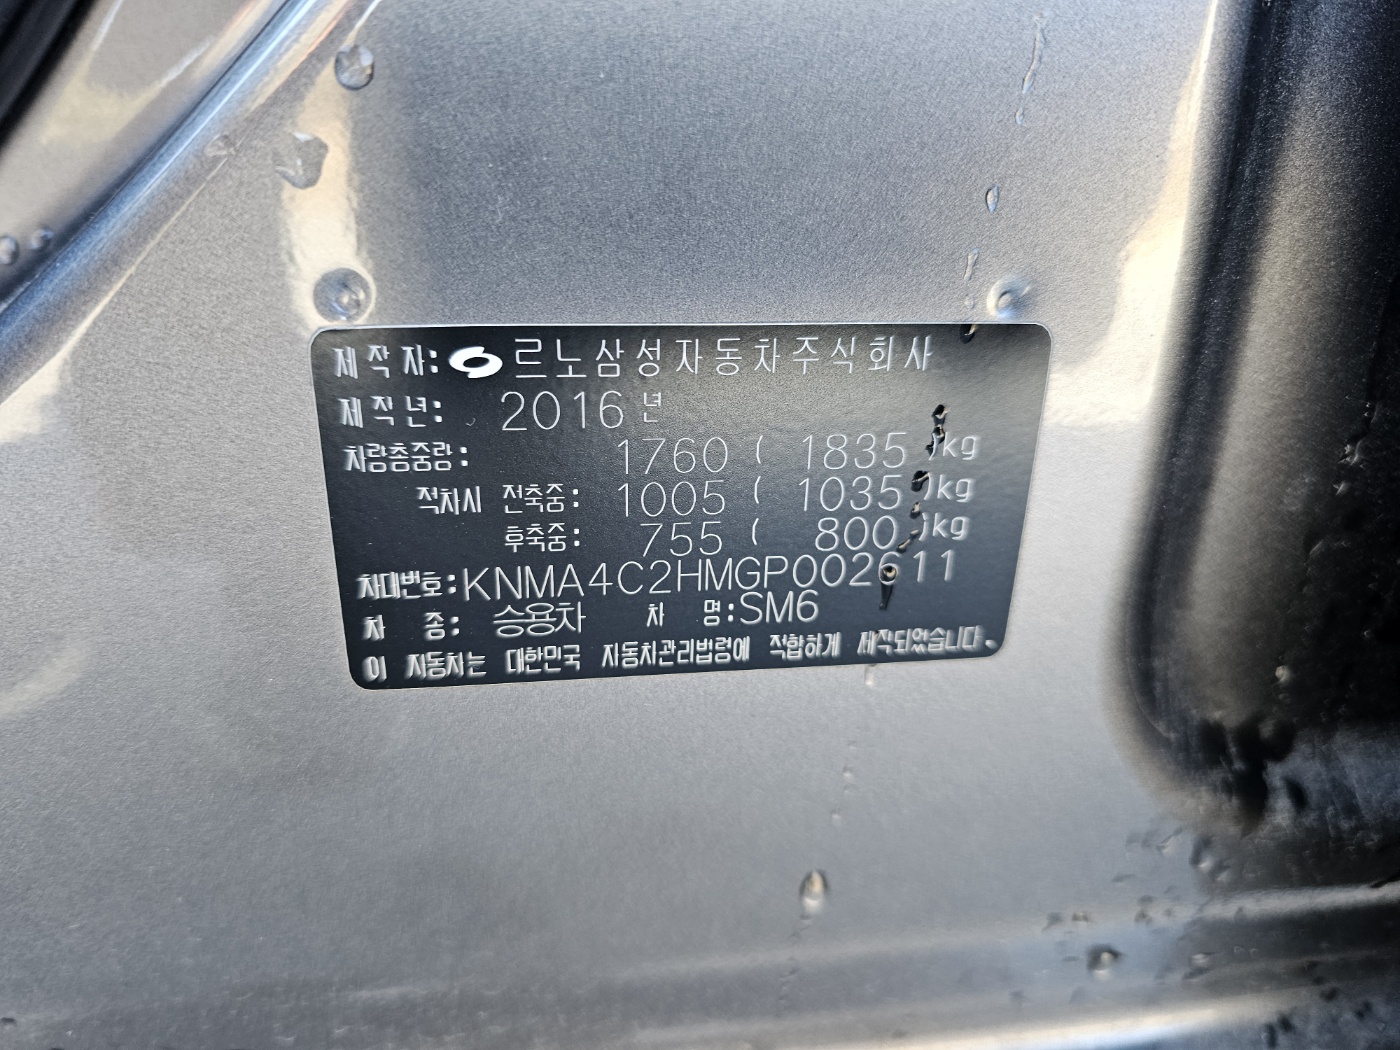 제작자: 르노삼성자동차주식회사
제작년: 2016년
차량총중량: 1760 ( 1835 )kg
적차시 전축중: 1005 ( 1035 )kg
후축중: 755 ( 800 )kg
차대번호: KNMA4C2HMGP002611
차 종: 승용차 차 명: SM6
이 자동차는 대한민국 자동차관리법령에 적합하게 제작되었습니다.